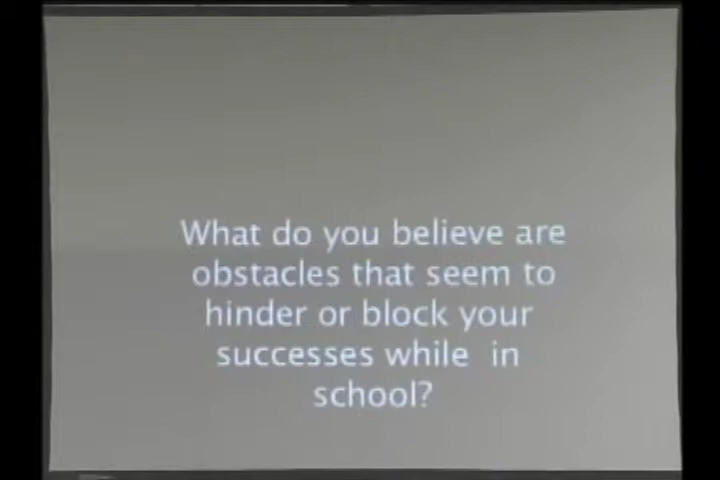 What do you believe are
obstacles that seem to
hinder or block your
successes while in
school?